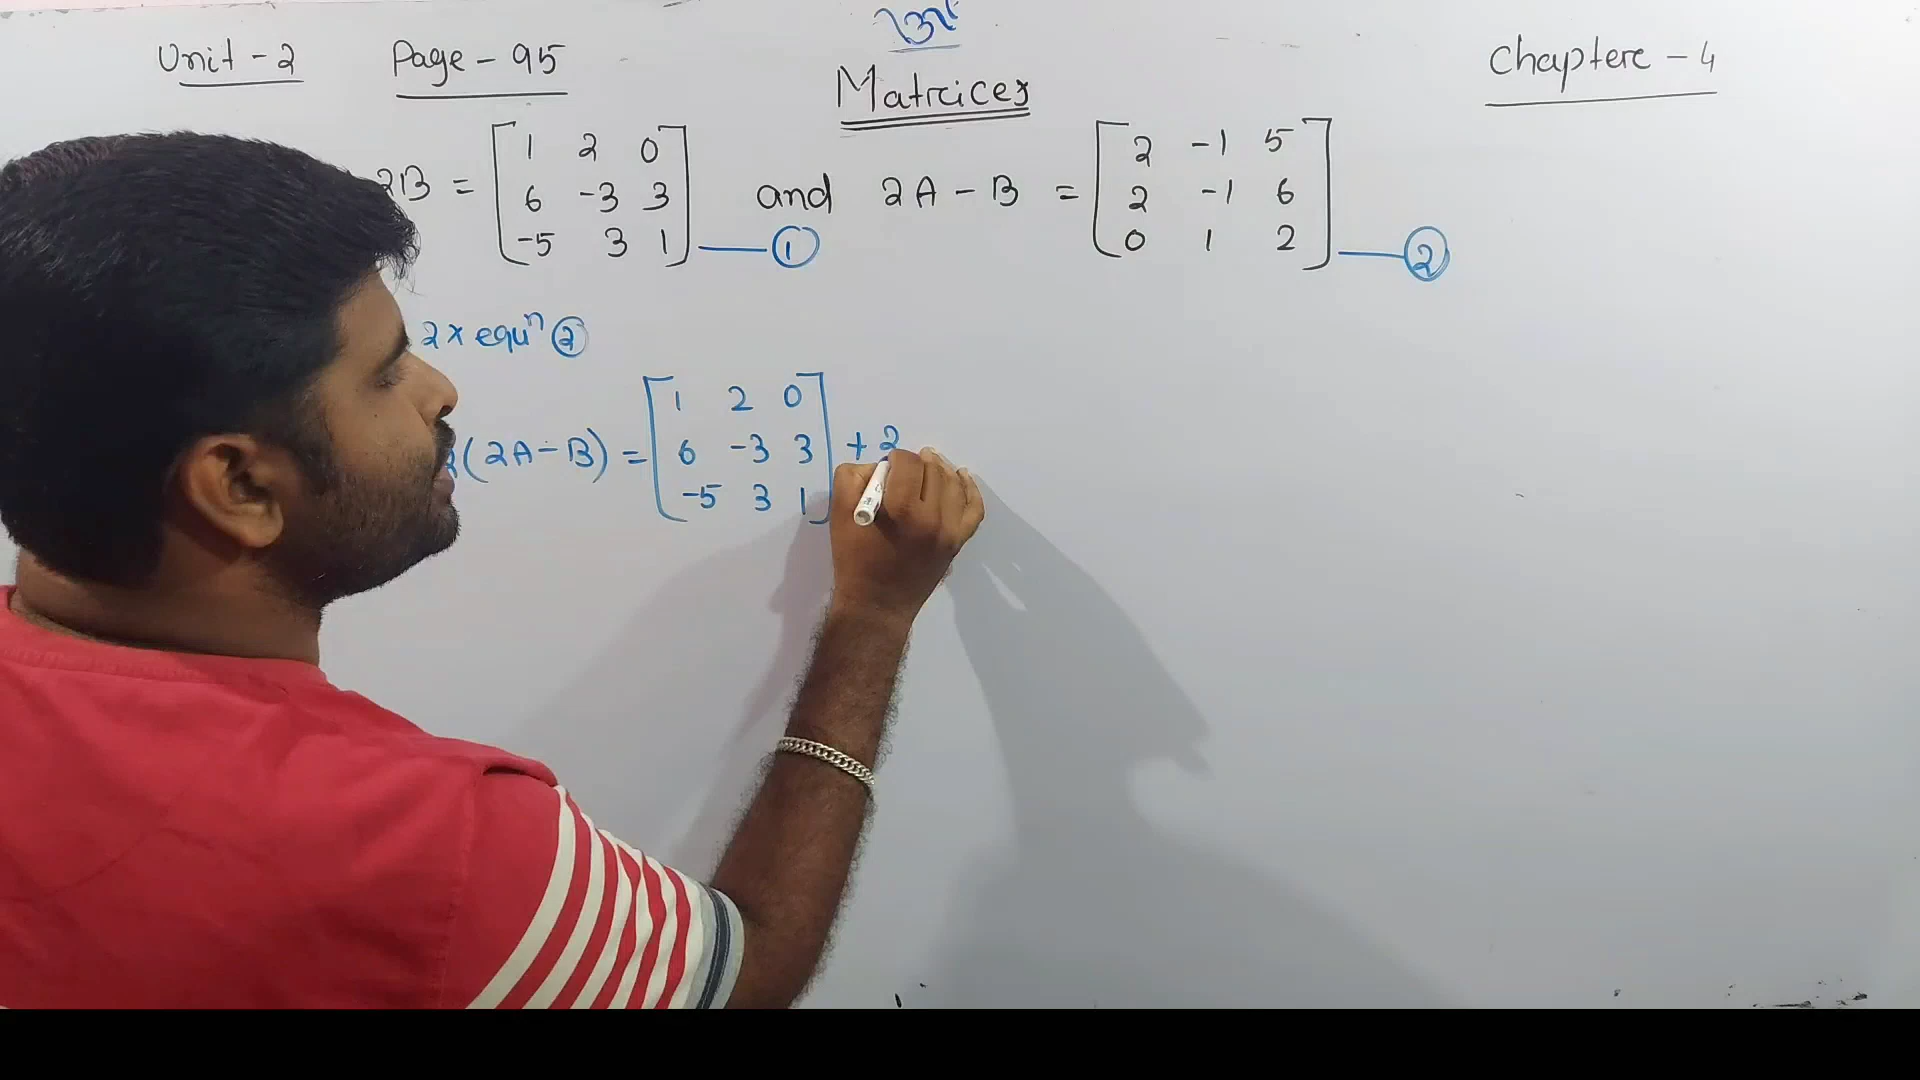 Unit - 2 Page - 95 Chapter - 4
Matrices
2B = [1 2 0 and 2A - B = [2 -1 5
6 -3 3 2 -1 6
-5 3 1] — ① 0 1 2] — ②
2 × equⁿ ②
2(2A - B) = [1 2 0
6 -3 3 + 2
-5 3 1]